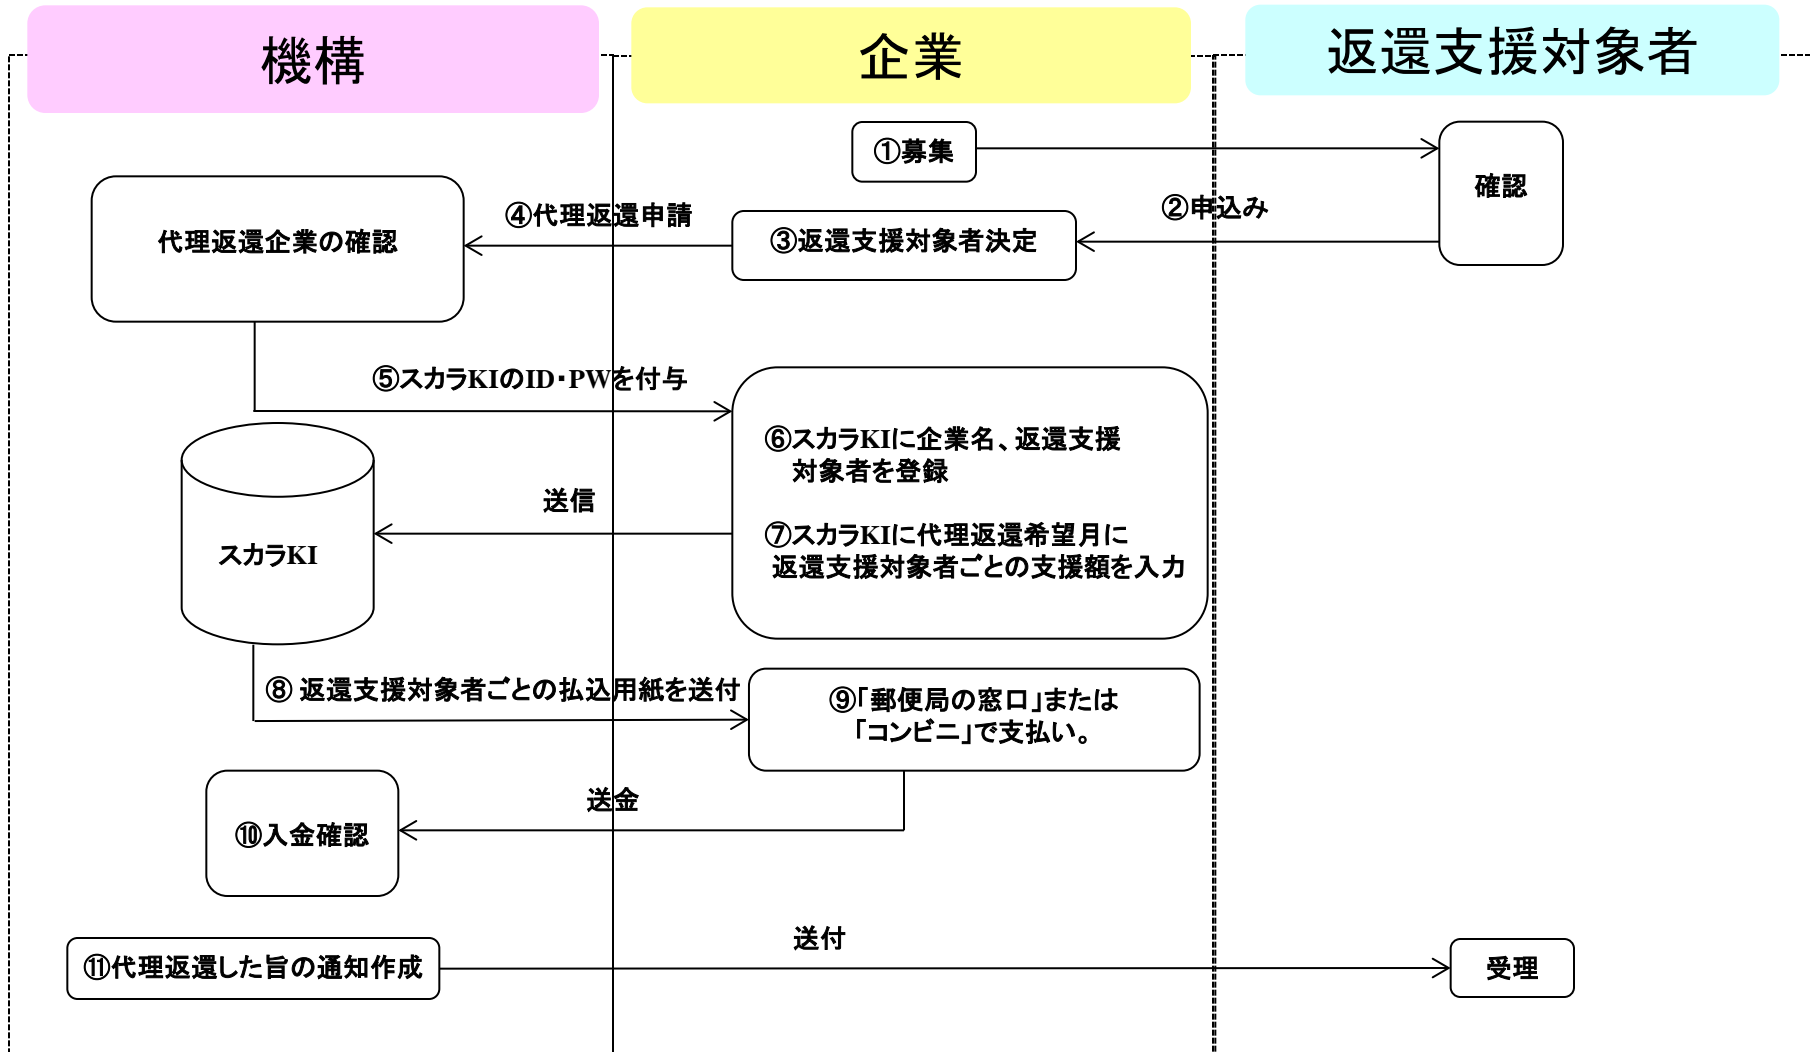 機構
企業
返還支援対象者
①募集
確認
②申込み
③返還支援対象者決定
④代理返還申請
代理返還企業の確認
⑤スカラKIのID・PWを付与
⑥スカラKIに企業名、返還支援
対象者を登録
⑦スカラKIに代理返還希望月に
返還支援対象者ごとの支援額を入力
送信
スカラKI
⑧ 返還支援対象者ごとの払込用紙を送付
⑨「郵便局の窓口」または
「コンビニ」で支払い。
送金
⑩入金確認
⑪代理返還した旨の通知作成
送付
受理